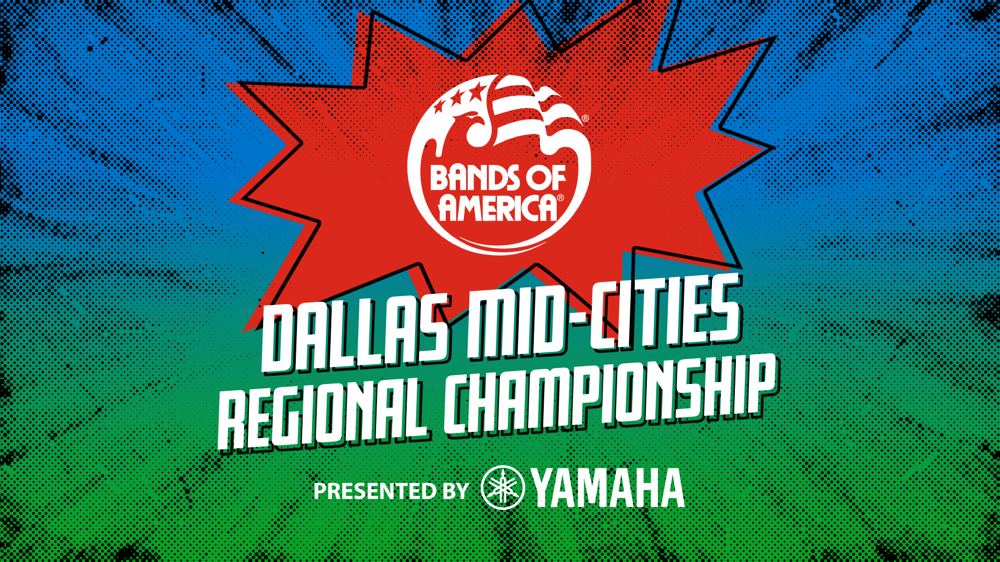 ®
BANDS OF
AMERICA®
DALLAS MID-CITIES
REGIONAL CHAMPIONSHIP
PRESENTED BY YAMAHA